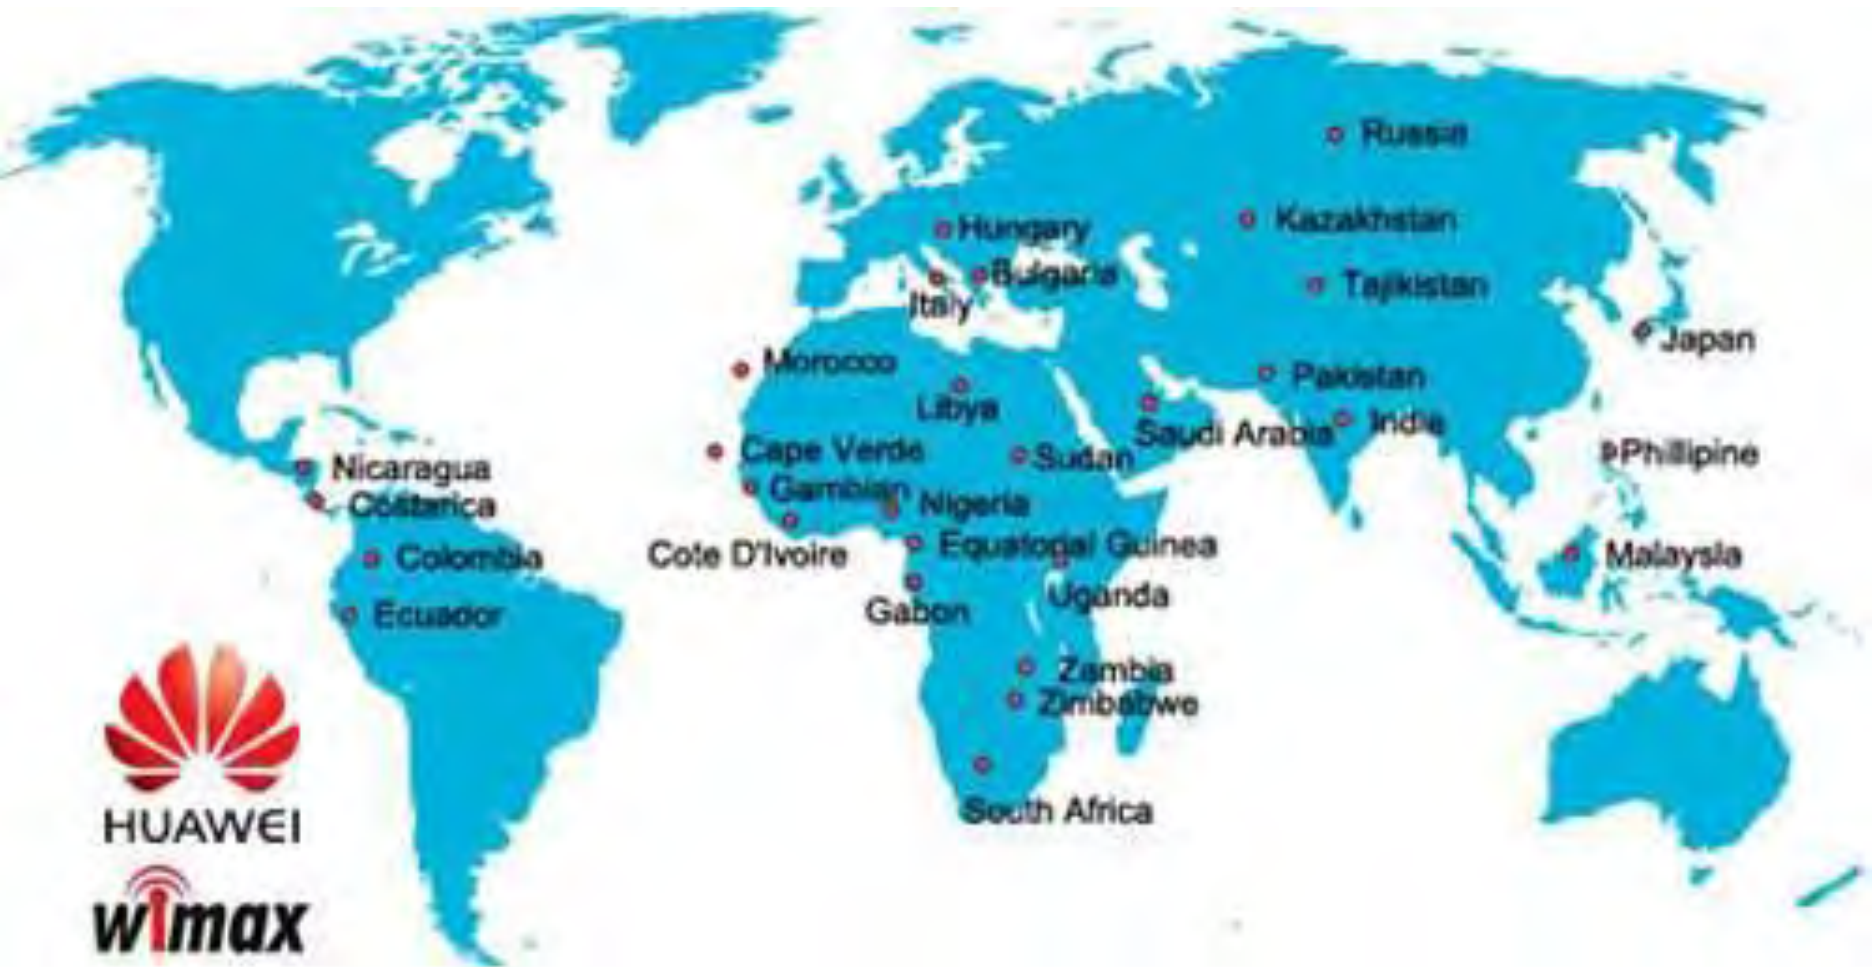 Russia
Kazakhstan
Hungary
Bulgaria
Tajikistan
Italy
Japan
Morocco
Pakistan
Libya
India
Saudi Arabia
Cape Verde
Sudan
Phillipine
Nicaragua
Gambian
Nigeria
Costarica
Equatorial Guinea
Cote D'Ivoire
Malaysia
Colombia
Uganda
Gabon
Ecuador
Zambia
Zimbabwe
South Africa
HUAWEI
wimax